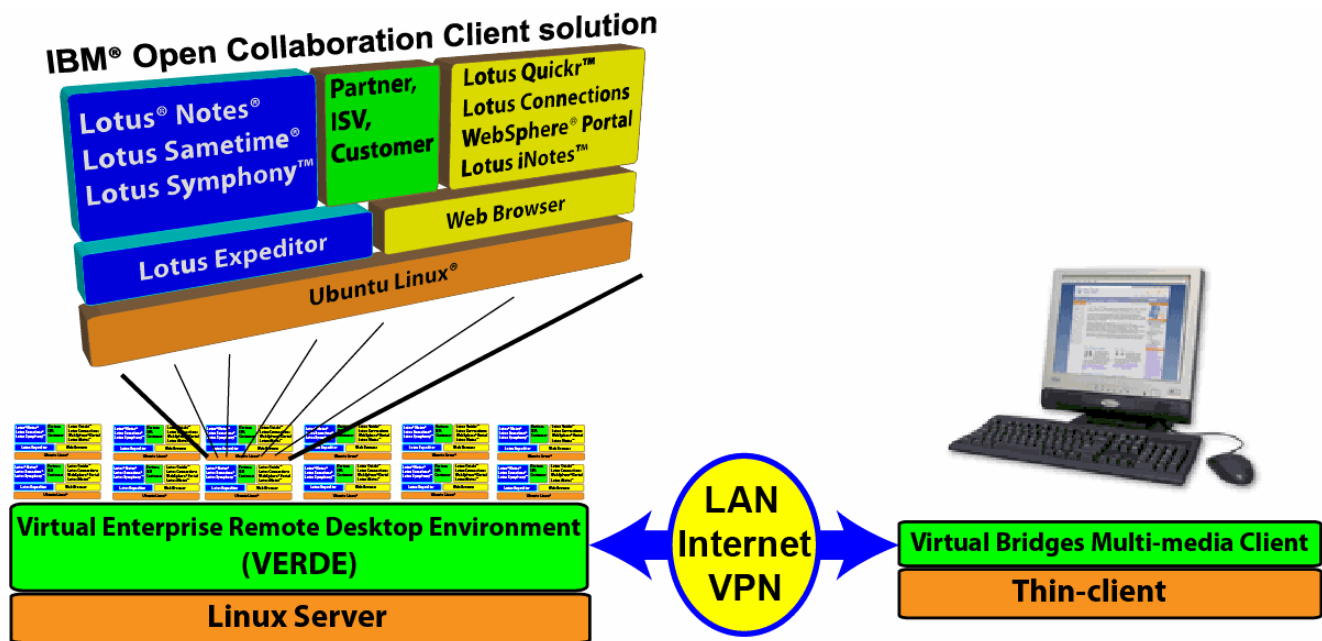 IBM® Open Collaboration Client solution
Lotus® Notes®
Lotus Sametime®
Lotus Symphony™
Partner,
ISV,
Customer
Lotus Quickr™
Lotus Connections
WebSphere® Portal
Lotus iNotes™
Lotus Expeditor
Web Browser
Ubuntu Linux®
Virtual Enterprise Remote Desktop Environment
(VERDE)
Linux Server
LAN
Internet
VPN
Virtual Bridges Multi-media Client
Thin-client